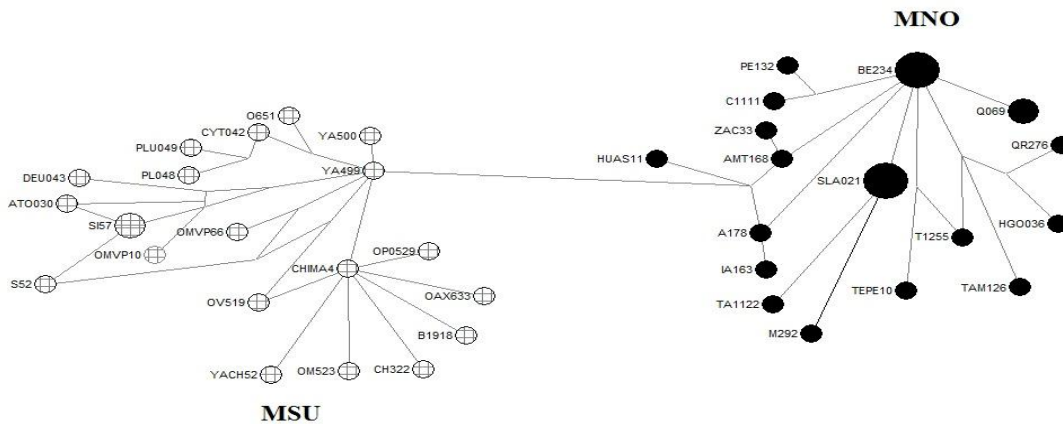 MNO
PE132
BE234
C1111
Q069
O651
CYT042
YA500
ZAC33
PLU049
QR276
HUAS11
AMT168
PL048
YA499
DEU043
SLA021
ATO030
SI57
HGO036
OMVP66
A178
T1255
OMVP10
OP0529
CHIMA4
IA163
S52
TEPE10
TAM126
OAX633
OV519
TA1122
B1918
M292
YACH52
OM523
CH322
MSU